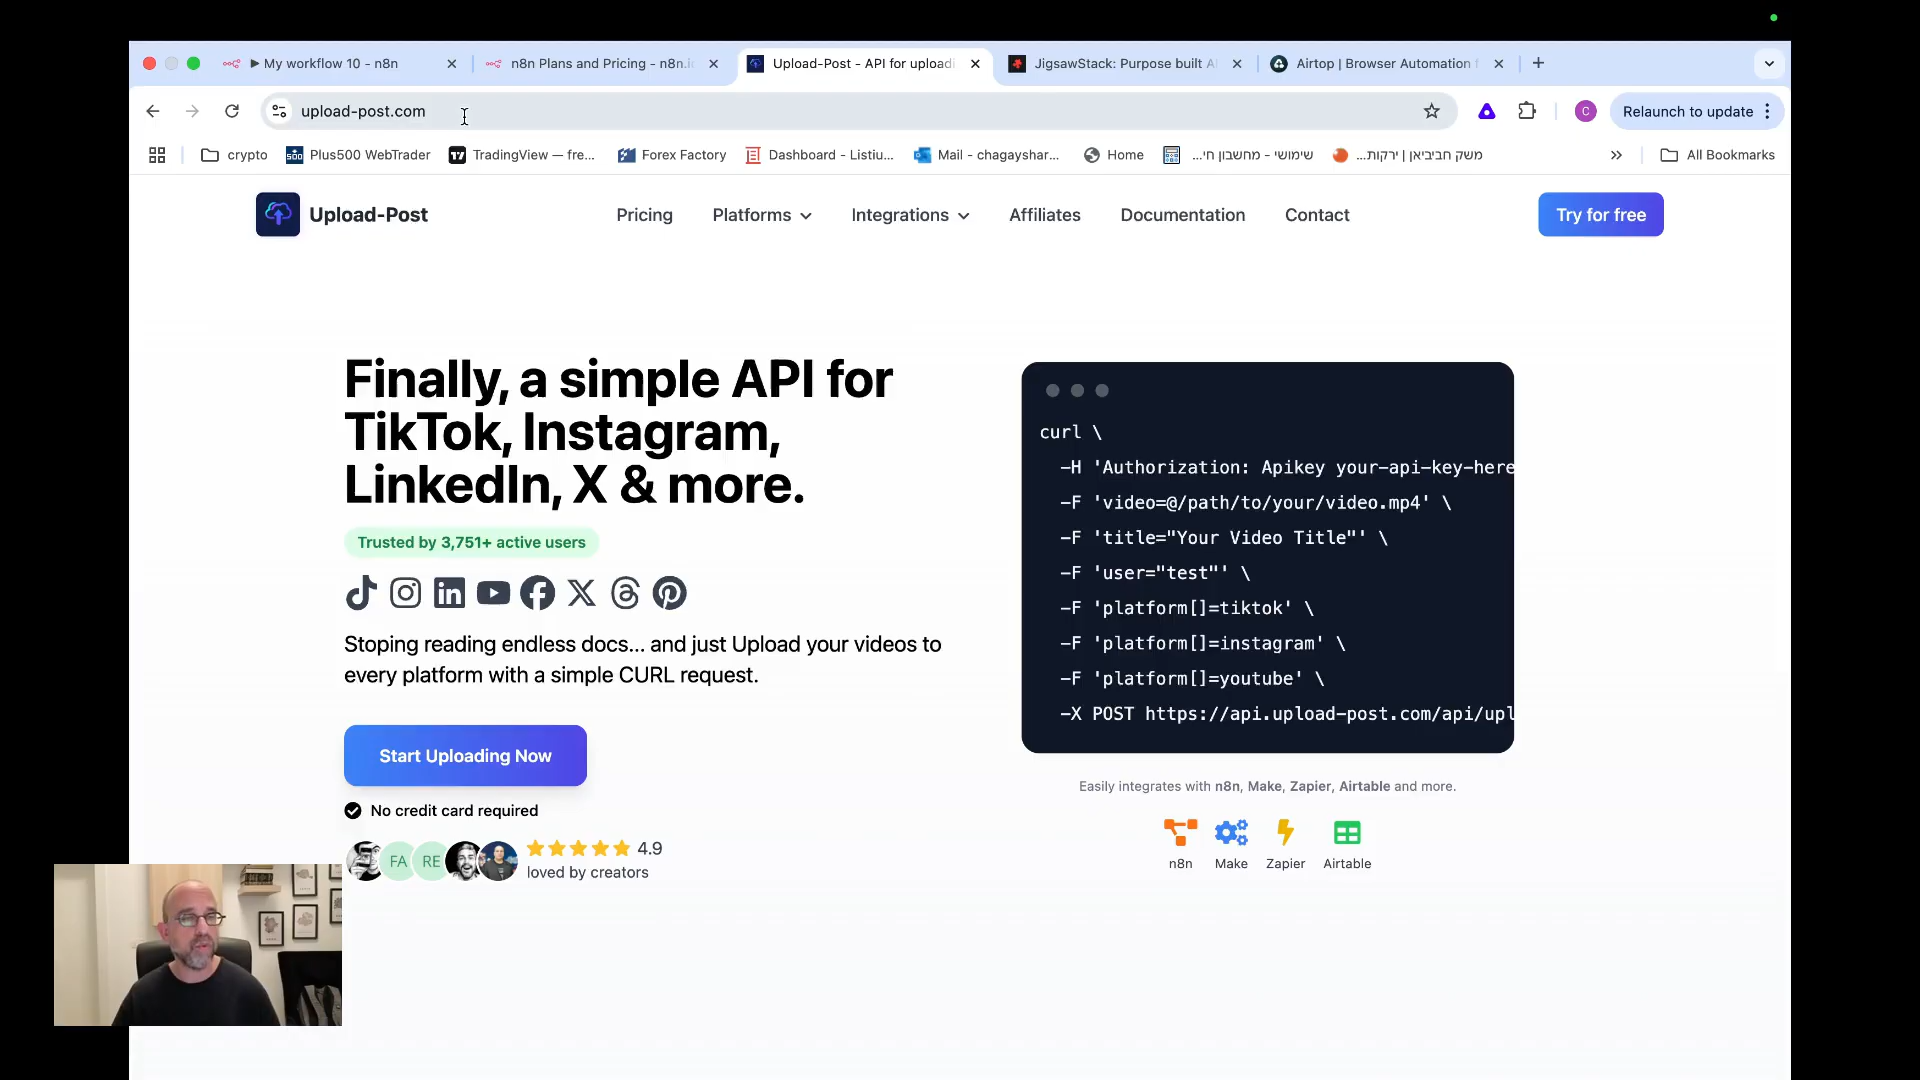 ▶ My workflow 10 - n8n
n8n Plans and Pricing - n8n.i
Upload-Post - API for uploadi
JigsawStack: Purpose built A
Airtop | Browser Automation f
upload-post.com
C
Relaunch to update
crypto
Plus500 WebTrader
TradingView — fre...
Forex Factory
Dashboard - Listiu...
Mail - chagayshar...
Home
שימושי - מחשבון חי...
משק חביביאן | ירקות...
All Bookmarks
Upload-Post
Pricing
Platforms
Integrations
Affiliates
Documentation
Contact
Try for free
Finally, a simple API for
TikTok, Instagram,
LinkedIn, X & more.
Trusted by 3,751+ active users
Stoping reading endless docs... and just Upload your videos to
every platform with a simple CURL request.
Start Uploading Now
No credit card required
FA
RE
4.9
loved by creators
curl \
-H 'Authorization: Apikey your-api-key-here
-F 'video=@/path/to/your/video.mp4' \
-F 'title="Your Video Title"' \
-F 'user="test"' \
-F 'platform[]=tiktok' \
-F 'platform[]=instagram' \
-F 'platform[]=youtube' \
-X POST https://api.upload-post.com/api/upl
Easily integrates with n8n, Make, Zapier, Airtable and more.
n8n
Make
Zapier
Airtable